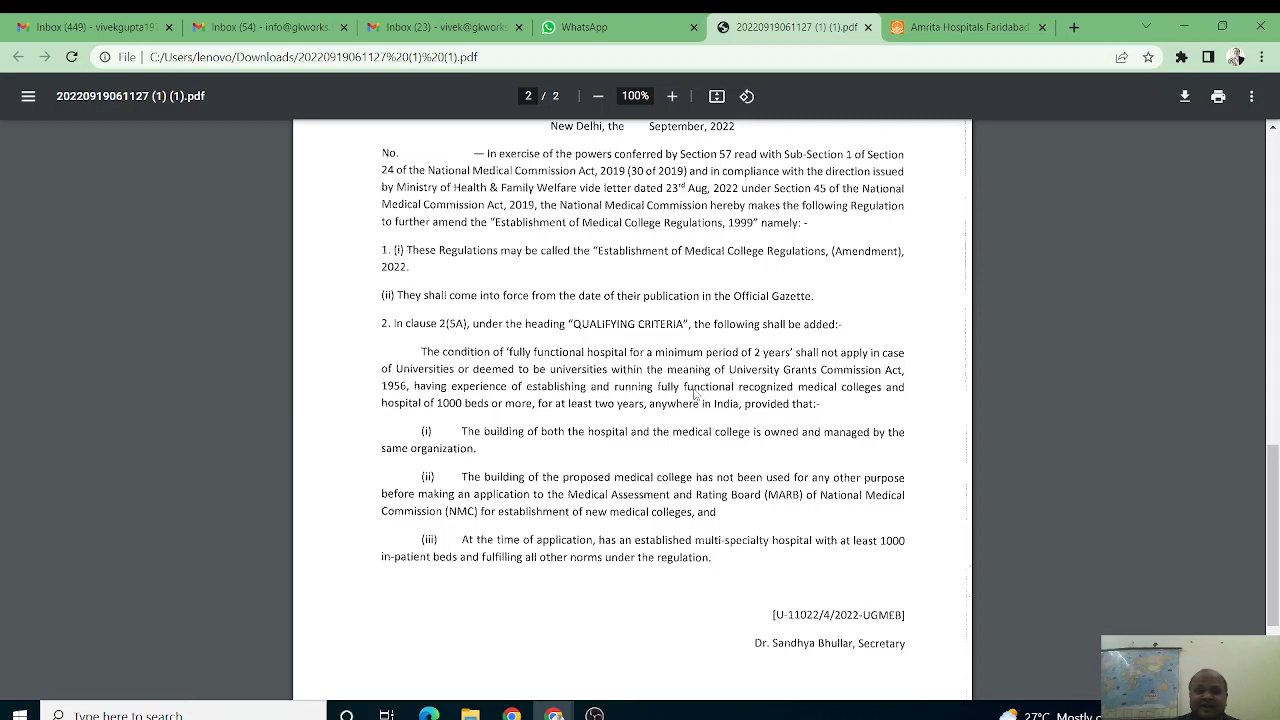 Inbox (449) - vivekgupta197
Inbox (54) - info@gkworks.
Inbox (23) - vivek@gkworks
WhatsApp
20220919061127 (1) (1).pdf
Amrita Hospitals Faridabad
File | C:/Users/lenovo/Downloads/20220919061127%20(1)%20(1).pdf
20220919061127 (1) (1).pdf
2 / 2
100%
New Delhi, the September, 2022
No. — In exercise of the powers conferred by Section 57 read with Sub-Section 1 of Section
24 of the National Medical Commission Act, 2019 (30 of 2019) and in compliance with the direction issued
by Ministry of Health & Family Welfare vide letter dated 23rd Aug, 2022 under Section 45 of the National
Medical Commission Act, 2019, the National Medical Commission hereby makes the following Regulation
to further amend the “Establishment of Medical College Regulations, 1999” namely: -
1. (i) These Regulations may be called the “Establishment of Medical College Regulations, (Amendment),
2022.
(ii) They shall come into force from the date of their publication in the Official Gazette.
2. In clause 2(5A), under the heading “QUALIFYING CRITERIA”, the following shall be added:-
The condition of ‘fully functional hospital for a minimum period of 2 years’ shall not apply in case
of Universities or deemed to be universities within the meaning of University Grants Commission Act,
1956, having experience of establishing and running fully functional recognized medical colleges and
hospital of 1000 beds or more, for at least two years, anywhere in India, provided that:-
(i) The building of both the hospital and the medical college is owned and managed by the
same organization.
(ii) The building of the proposed medical college has not been used for any other purpose
before making an application to the Medical Assessment and Rating Board (MARB) of National Medical
Commission (NMC) for establishment of new medical colleges, and
(iii) At the time of application, has an established multi-specialty hospital with at least 1000
in-patient beds and fulfilling all other norms under the regulation.
[U-11022/4/2022-UGMEB]
Dr. Sandhya Bhullar, Secretary
Type here to search
27°C Mostly c